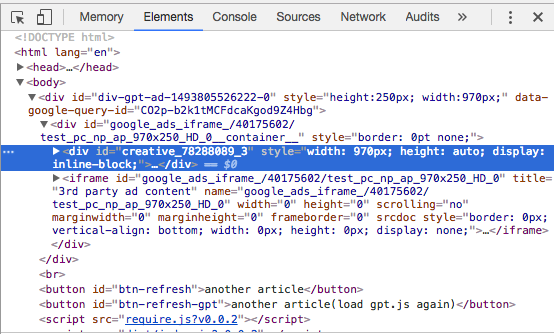 Memory Elements Console Sources Network Audits »
<!DOCTYPE html>
<html lang="en">
▶<head>…</head>
▼<body>
▼<div id="div-gpt-ad-1493805526222-0" style="height:250px; width:970px;" data-
google-query-id="CO2p-b2k1tMCFdcaKgod9Z4Hbg">
▼<div id="google_ads_iframe_/40175602/
test_pc_np_ap_970x250_HD_0__container__" style="border: 0pt none;">
… ▶<div id="creative_78288089_3" style="width: 970px; height: auto; display:
inline-block;">…</div> == $0
▶<iframe id="google_ads_iframe_/40175602/test_pc_np_ap_970x250_HD_0" title=
"3rd party ad content" name="google_ads_iframe_/40175602/
test_pc_np_ap_970x250_HD_0" width="0" height="0" scrolling="no"
marginwidth="0" marginheight="0" frameborder="0" srcdoc style="border: 0px;
vertical-align: bottom; width: 0px; height: 0px; display: none;">…</iframe>
</div>
</div>
<br>
<button id="btn-refresh">another article</button>
<button id="btn-refresh-gpt">another article(load gpt.js again)</button>
<script src="require.js?v0.0.2"></script>